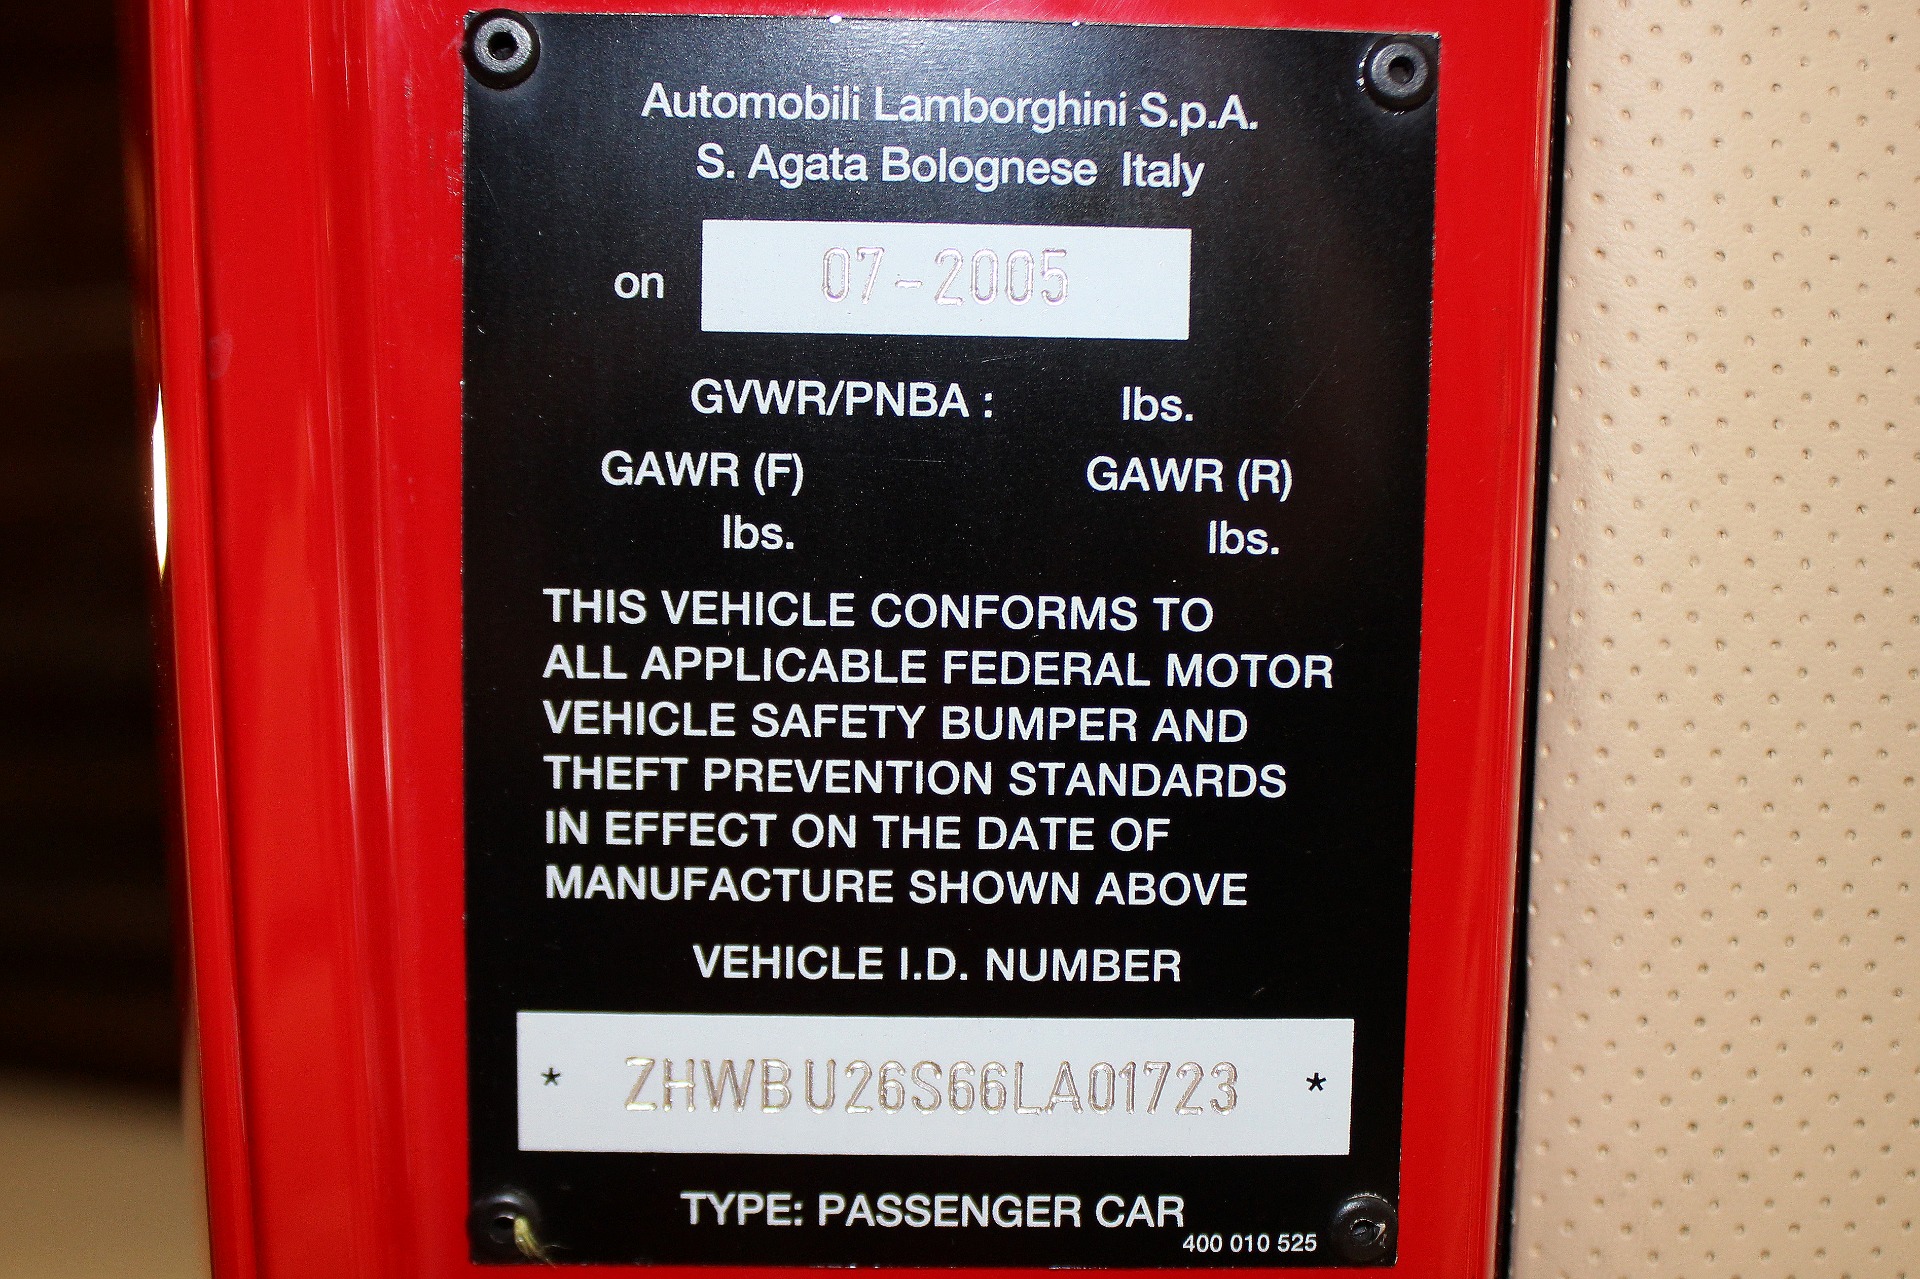 Automobili Lamborghini S.p.A.
S. Agata Bolognese Italy
on 07-2005
GVWR/PNBA : lbs.
GAWR (F) GAWR (R)
lbs. lbs.
THIS VEHICLE CONFORMS TO
ALL APPLICABLE FEDERAL MOTOR
VEHICLE SAFETY BUMPER AND
THEFT PREVENTION STANDARDS
IN EFFECT ON THE DATE OF
MANUFACTURE SHOWN ABOVE
VEHICLE I.D. NUMBER
* ZHWBU26S66LA01723 *
TYPE: PASSENGER CAR
400 010 525